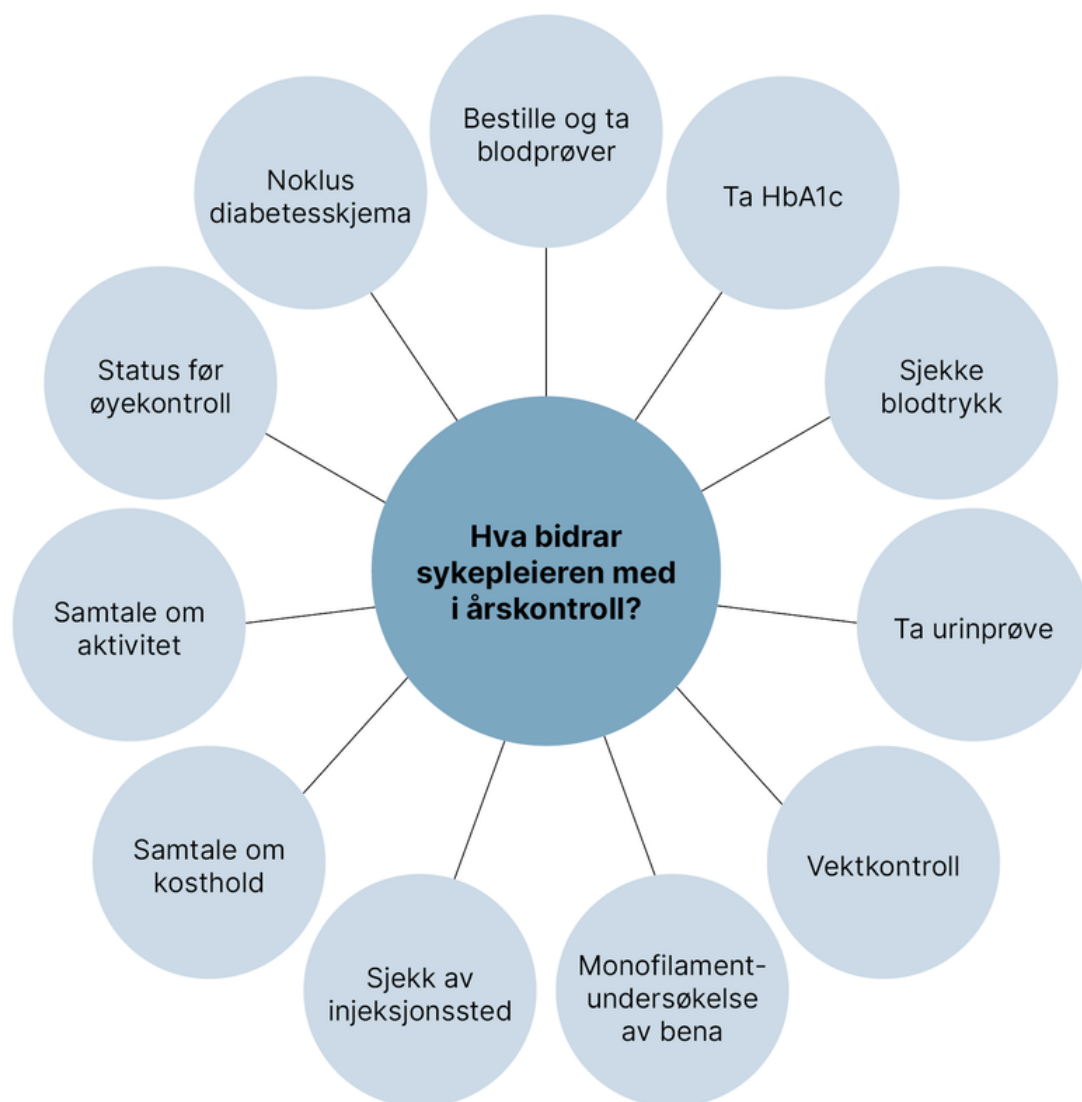 Hva bidrar
sykepleieren med
i årskontroll?
Bestille og ta
blodprøver
Ta HbA1c
Sjekke
blodtrykk
Ta urinprøve
Vektkontroll
Monofilament-
undersøkelse
av bena
Sjekk av
injeksjonssted
Samtale om
kosthold
Samtale om
aktivitet
Status før
øyekontroll
Noklus
diabetesskjema